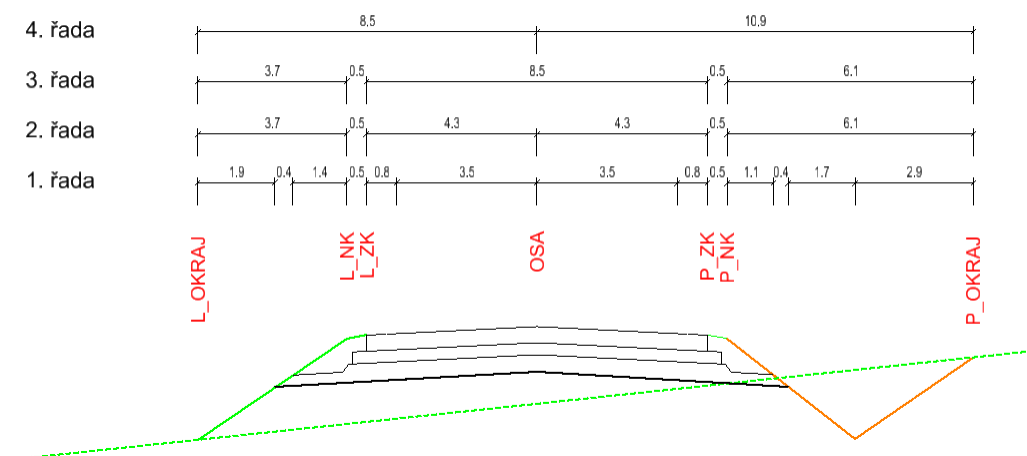 4. řada 8.5 10.9
3. řada 3.7 0.5 8.5 0.5 6.1
2. řada 3.7 0.5 4.3 4.3 0.5 6.1
1. řada 1.9 0.4 1.4 0.5 0.8 3.5 3.5 0.8 0.5 1.1 0.4 1.7 2.9
L_OKRAJ
L_NK
L_ZK
OSA
P_ZK
P_NK
P_OKRAJ